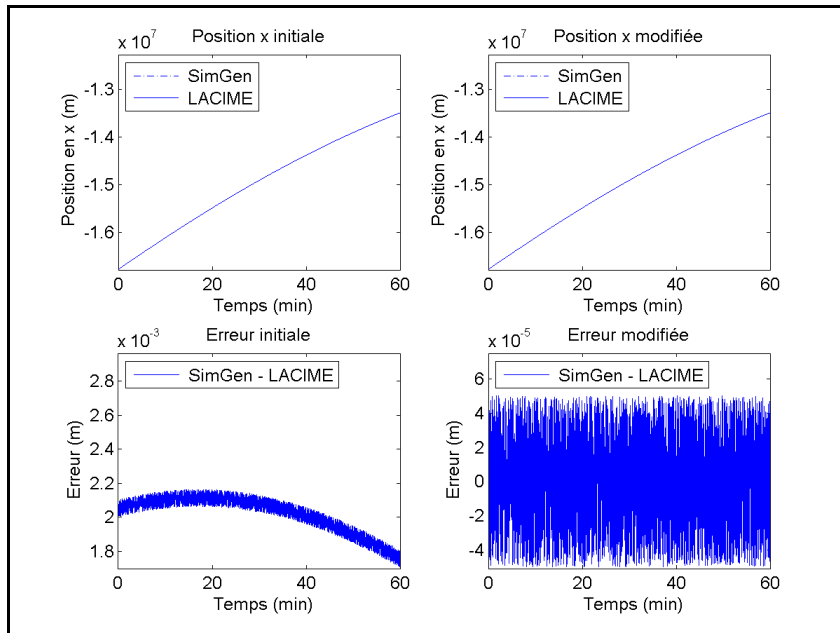 x 10^7
Position x initiale
SimGen
LACIME
Position en x (m)
-1.3
-1.4
-1.5
-1.6
0
20
40
60
Temps (min)
x 10^7
Position x modifiée
SimGen
LACIME
Position en x (m)
-1.3
-1.4
-1.5
-1.6
0
20
40
60
Temps (min)
x 10^-3
Erreur initiale
SimGen - LACIME
Erreur (m)
2.8
2.6
2.4
2.2
2
1.8
0
20
40
60
Temps (min)
x 10^-5
Erreur modifiée
SimGen - LACIME
Erreur (m)
6
4
2
0
-2
-4
0
20
40
60
Temps (min)